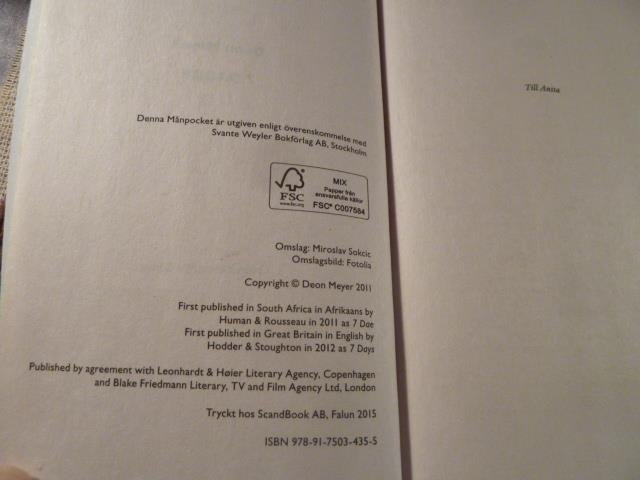 Denna Månpocket är utgiven enligt överenskommelse med
Svante Weyler Bokförlag AB, Stockholm
FSC
www.fsc.org
MIX
Papper från
ansvarsfulla källor
FSC® C007584
Omslag: Miroslav Sokcic
Omslagsbild: Fotolia
Copyright © Deon Meyer 2011
First published in South Africa in Afrikaans by
Human & Rousseau in 2011 as 7 Dae
First published in Great Britain in English by
Hodder & Stoughton in 2012 as 7 Days
Published by agreement with Leonhardt & Høier Literary Agency, Copenhagen
and Blake Friedmann Literary, TV and Film Agency Ltd, London
Tryckt hos ScandBook AB, Falun 2015
ISBN 978-91-7503-435-5
Till Anita